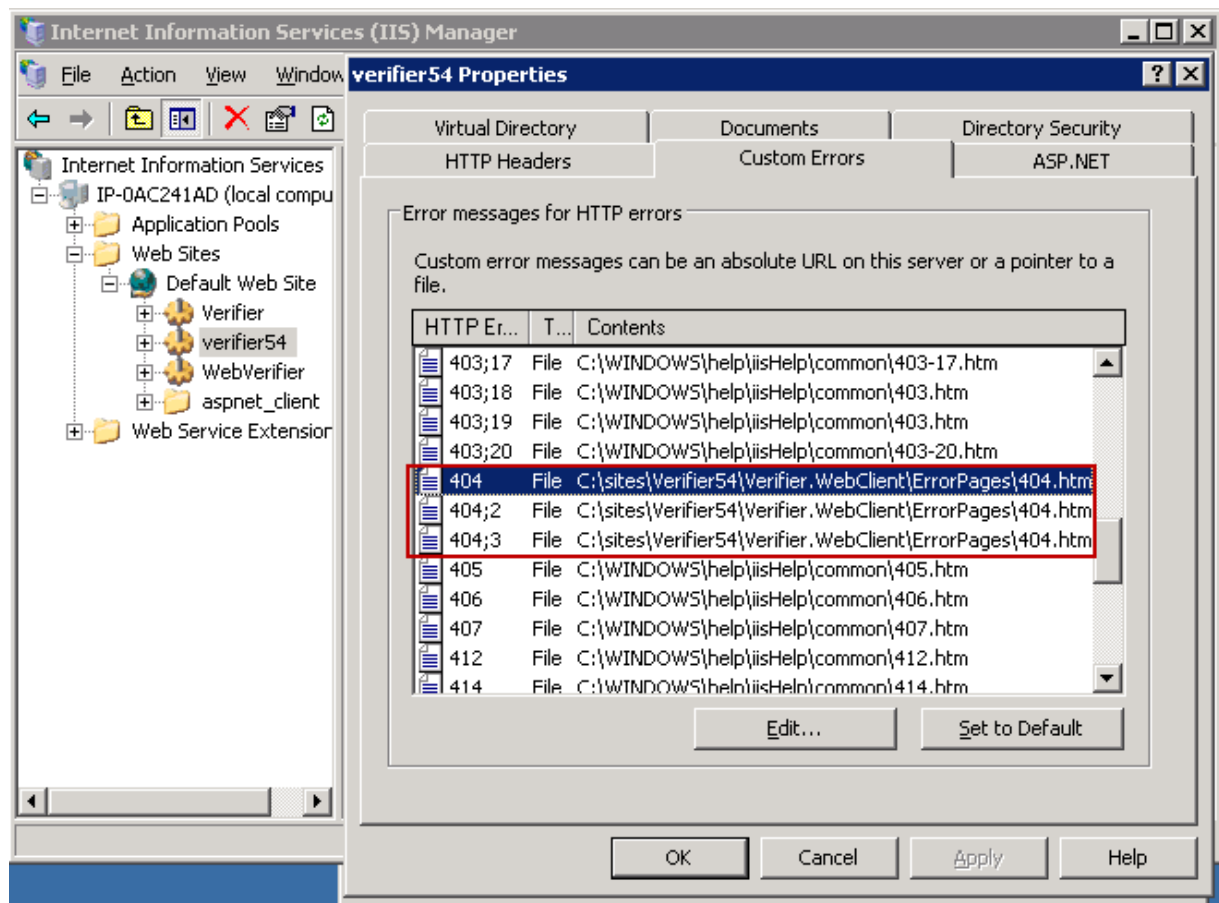 Internet Information Services (IIS) Manager
File Action View Window
verifier54 Properties
Internet Information Services
IP-0AC241AD (local compu
Application Pools
Web Sites
Default Web Site
Verifier
verifier54
WebVerifier
aspnet_client
Web Service Extension
Virtual Directory Documents Directory Security
HTTP Headers Custom Errors ASP.NET
Error messages for HTTP errors
Custom error messages can be an absolute URL on this server or a pointer to a
file.
HTTP Er... T... Contents
403;17 File C:\WINDOWS\help\iisHelp\common\403-17.htm
403;18 File C:\WINDOWS\help\iisHelp\common\403.htm
403;19 File C:\WINDOWS\help\iisHelp\common\403.htm
403;20 File C:\WINDOWS\help\iisHelp\common\403-20.htm
404 File C:\sites\Verifier54\Verifier.WebClient\ErrorPages\404.htm
404;2 File C:\sites\Verifier54\Verifier.WebClient\ErrorPages\404.htm
404;3 File C:\sites\Verifier54\Verifier.WebClient\ErrorPages\404.htm
405 File C:\WINDOWS\help\iisHelp\common\405.htm
406 File C:\WINDOWS\help\iisHelp\common\406.htm
407 File C:\WINDOWS\help\iisHelp\common\407.htm
412 File C:\WINDOWS\help\iisHelp\common\412.htm
414 File C:\WINDOWS\help\iisHelp\common\414.htm
Edit... Set to Default
OK Cancel Apply Help